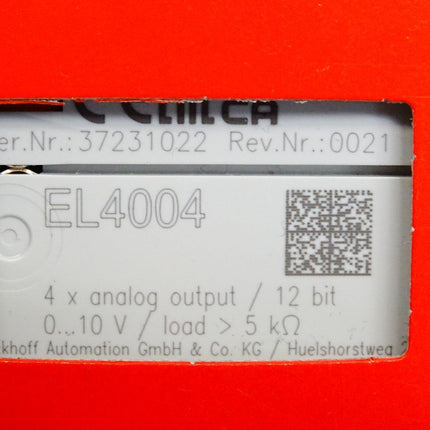 er.Nr.: 37231022 Rev.Nr.: 0021
EL4004
4 x analog output / 12 bit
0...10 V / load > 5 kΩ
ckhoff Automation GmbH & Co. KG / Huelshorstweg